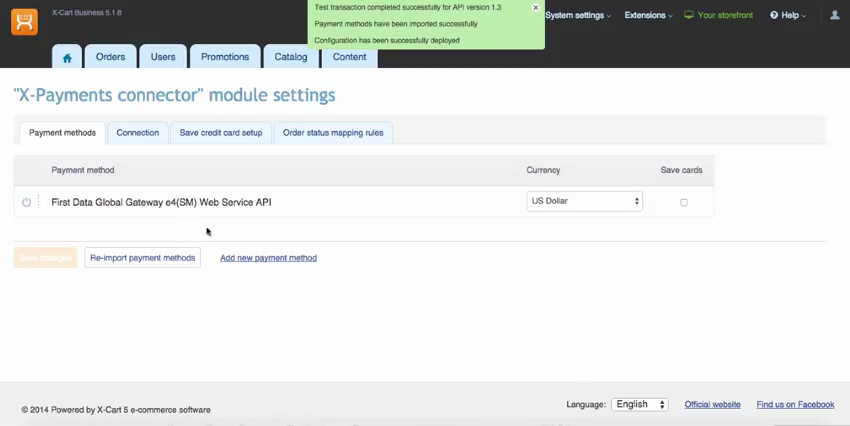 X-Cart Business 5.1.8
Test transaction completed successfully for API version 1.3
Payment methods have been imported successfully
Configuration has been successfully deployed
System settings
Extensions
Your storefront
Help
Orders
Users
Promotions
Catalog
Content
"X-Payments connector" module settings
Payment methods
Connection
Save credit card setup
Order status mapping rules
Payment method
Currency
Save cards
First Data Global Gateway e4(SM) Web Service API
US Dollar
Save changes
Re-import payment methods
Add new payment method
© 2014 Powered by X-Cart 5 e-commerce software
Language:
English
Official website
Find us on Facebook